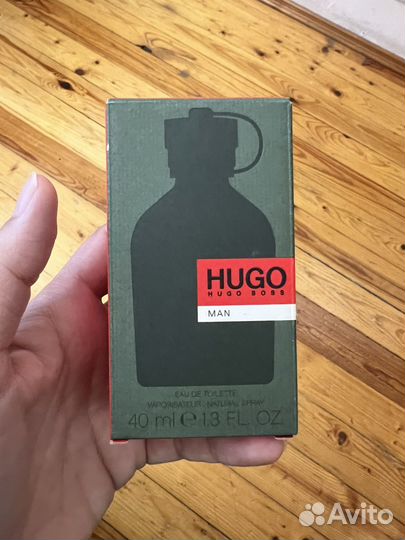 HUGO
HUGO BOSS
MAN
EAU DE TOILETTE
VAPORISATEUR . NATURAL SPRAY
40 ml ℮ 1.3 FL. OZ.
Avito